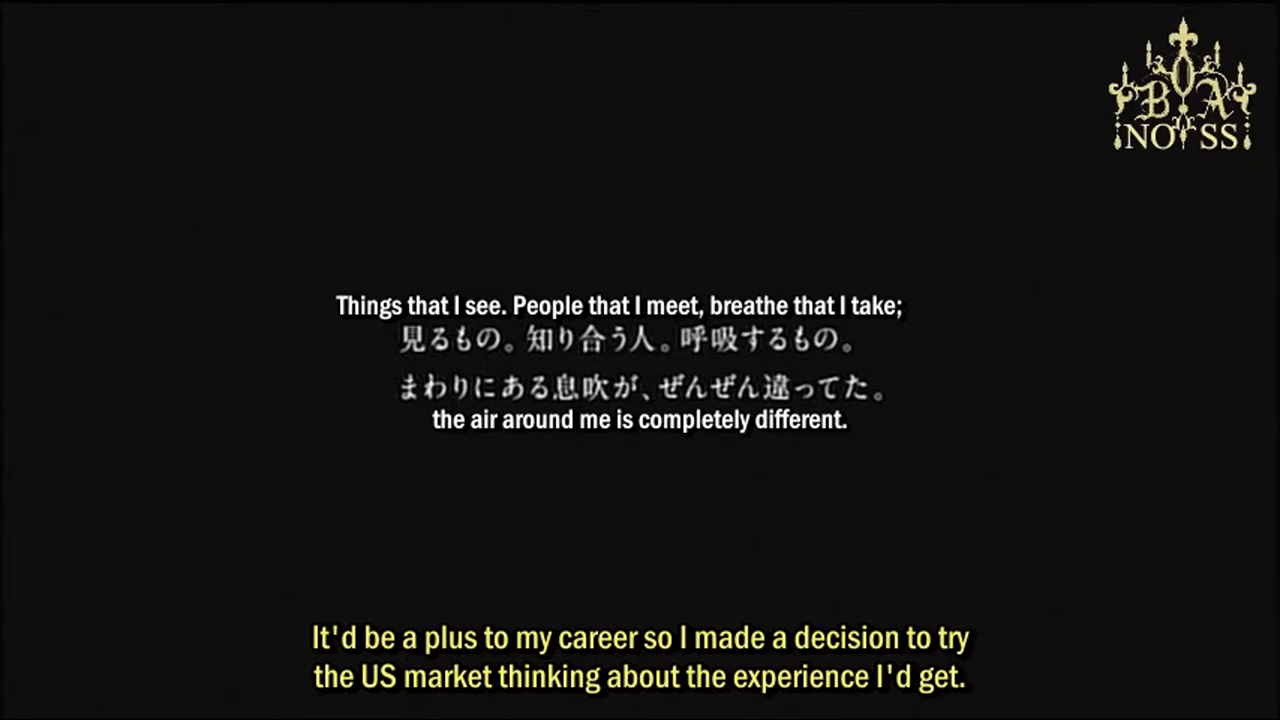 B A
NO SS
Things that I see. People that I meet, breathe that I take;
見るもの。知り合う人。呼吸するもの。
まわりにある息吹が、ぜんぜん違ってた。
the air around me is completely different.
It'd be a plus to my career so I made a decision to try
the US market thinking about the experience I'd get.